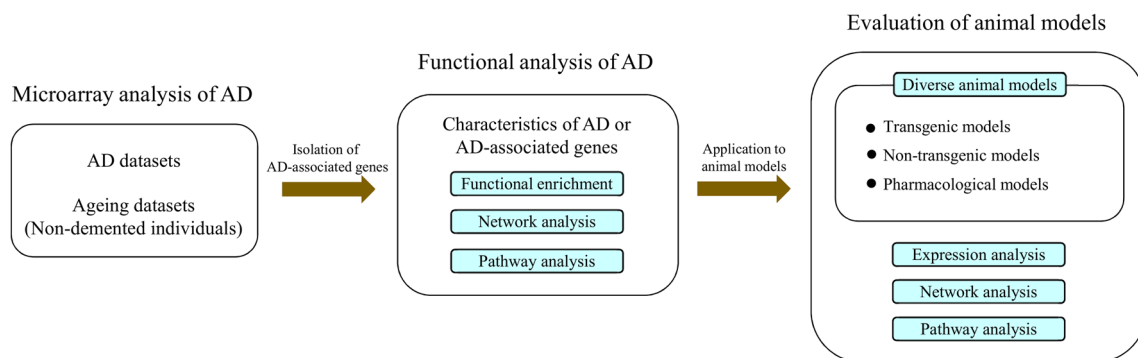 Microarray analysis of AD
AD datasets
Ageing datasets
(Non-demented individuals)
Isolation of
AD-associated genes
Functional analysis of AD
Characteristics of AD or
AD-associated genes
Functional enrichment
Network analysis
Pathway analysis
Application to
animal models
Evaluation of animal models
Diverse animal models
● Transgenic models
● Non-transgenic models
● Pharmacological models
Expression analysis
Network analysis
Pathway analysis